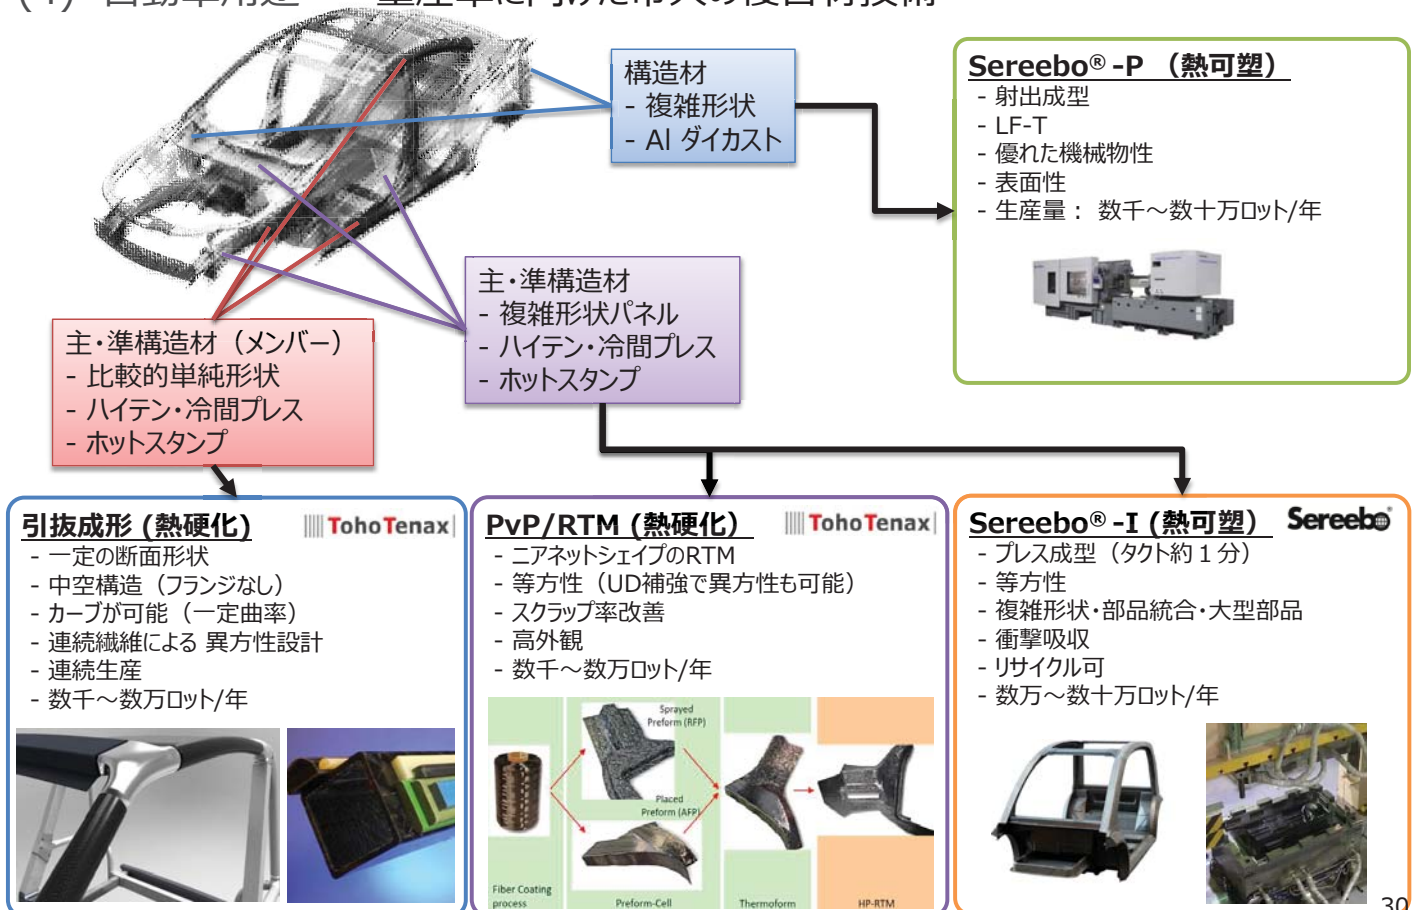 構造材
- 複雑形状
- Al ダイカスト
Sereebo® -P （熱可塑）
- 射出成型
- LF-T
- 優れた機械物性
- 表面性
- 生産量： 数千～数十万ロット/年
主・準構造材
- 複雑形状パネル
- ハイテン・冷間プレス
- ホットスタンプ
主・準構造材（メンバー）
- 比較的単純形状
- ハイテン・冷間プレス
- ホットスタンプ
引抜成形 (熱硬化)
TohoTenax
- 一定の断面形状
- 中空構造（フランジなし）
- カーブが可能（一定曲率）
- 連続繊維による 異方性設計
- 連続生産
- 数千～数万ロット/年
PvP/RTM (熱硬化）
TohoTenax
- ニアネットシェイプのRTM
- 等方性（UD補強で異方性も可能）
- スクラップ率改善
- 高外観
- 数千～数万ロット/年
Sprayed
Preform (RFP)
Placed
Preform (AFP)
Fiber Coating
process
Preform-Cell
Thermoform
HP-RTM
Sereebo® -I (熱可塑）
Sereebo®
- プレス成型（タクト約１分）
- 等方性
- 複雑形状・部品統合・大型部品
- 衝撃吸収
- リサイクル可
- 数万～数十万ロット/年
30